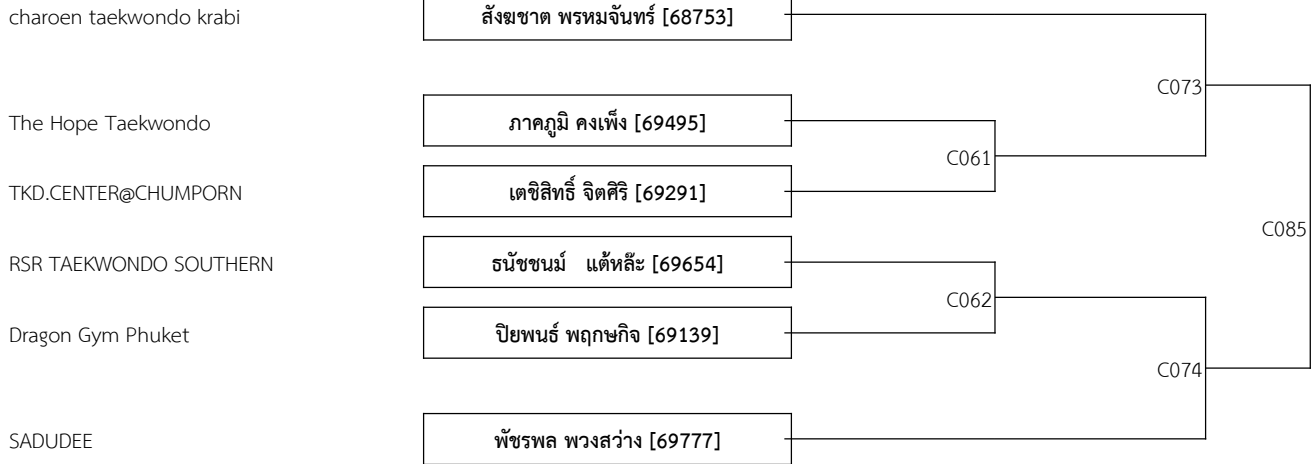 charoen taekwondo krabi สังฆชาต พรหมจันทร์ [68753]
C073
The Hope Taekwondo ภาคภูมิ คงเพ็ง [69495]
C061
TKD.CENTER@CHUMPORN เตชิสิทธิ์ จิตศิริ [69291]
C085
RSR TAEKWONDO SOUTHERN ธนัชชนม์ แต้หลีะ [69654]
C062
Dragon Gym Phuket ปิยพนธ์ พฤกษกิจ [69139]
C074
SADUDEE พัชรพล พวงสว่าง [69777]